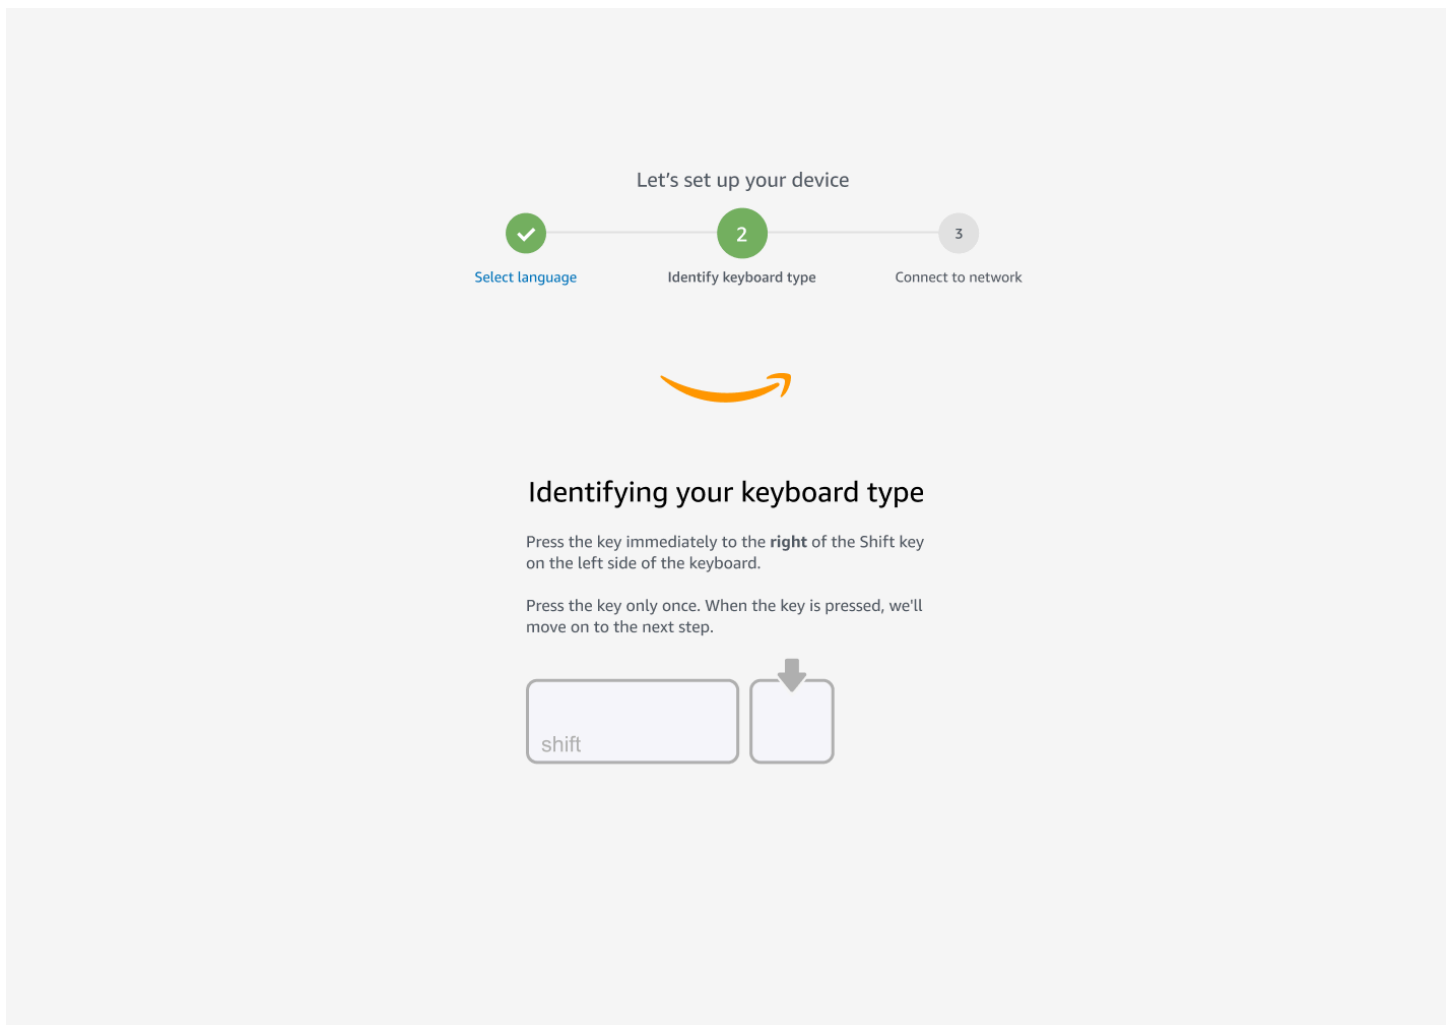 Let's set up your device
2
3
Select language
Identify keyboard type
Connect to network
Identifying your keyboard type
Press the key immediately to the right of the Shift key
on the left side of the keyboard.
Press the key only once. When the key is pressed, we'll
move on to the next step.
shift